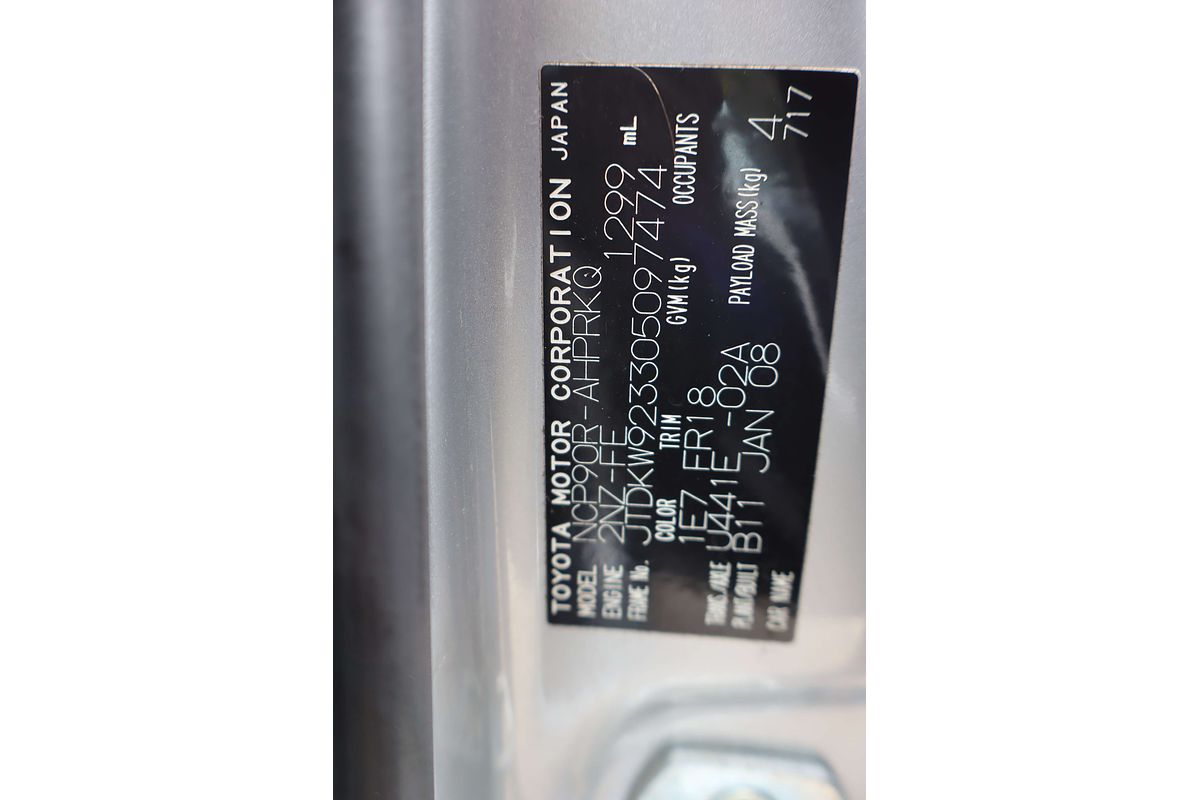 TOYOTA MOTOR CORPORATION JAPAN
MODEL NCP90R-AHPRKQ
ENGINE 2NZ-FE 1299 mL
FRAME No. JTDKW923305097474
COLOR TRIM GVM(kg) OCCUPANTS
1E7 FR18
TRANS./AXLE U441E -02A PAYLOAD MASS(kg) 4
PLANT/BUILT B11 JAN 08 717
CAR NAME